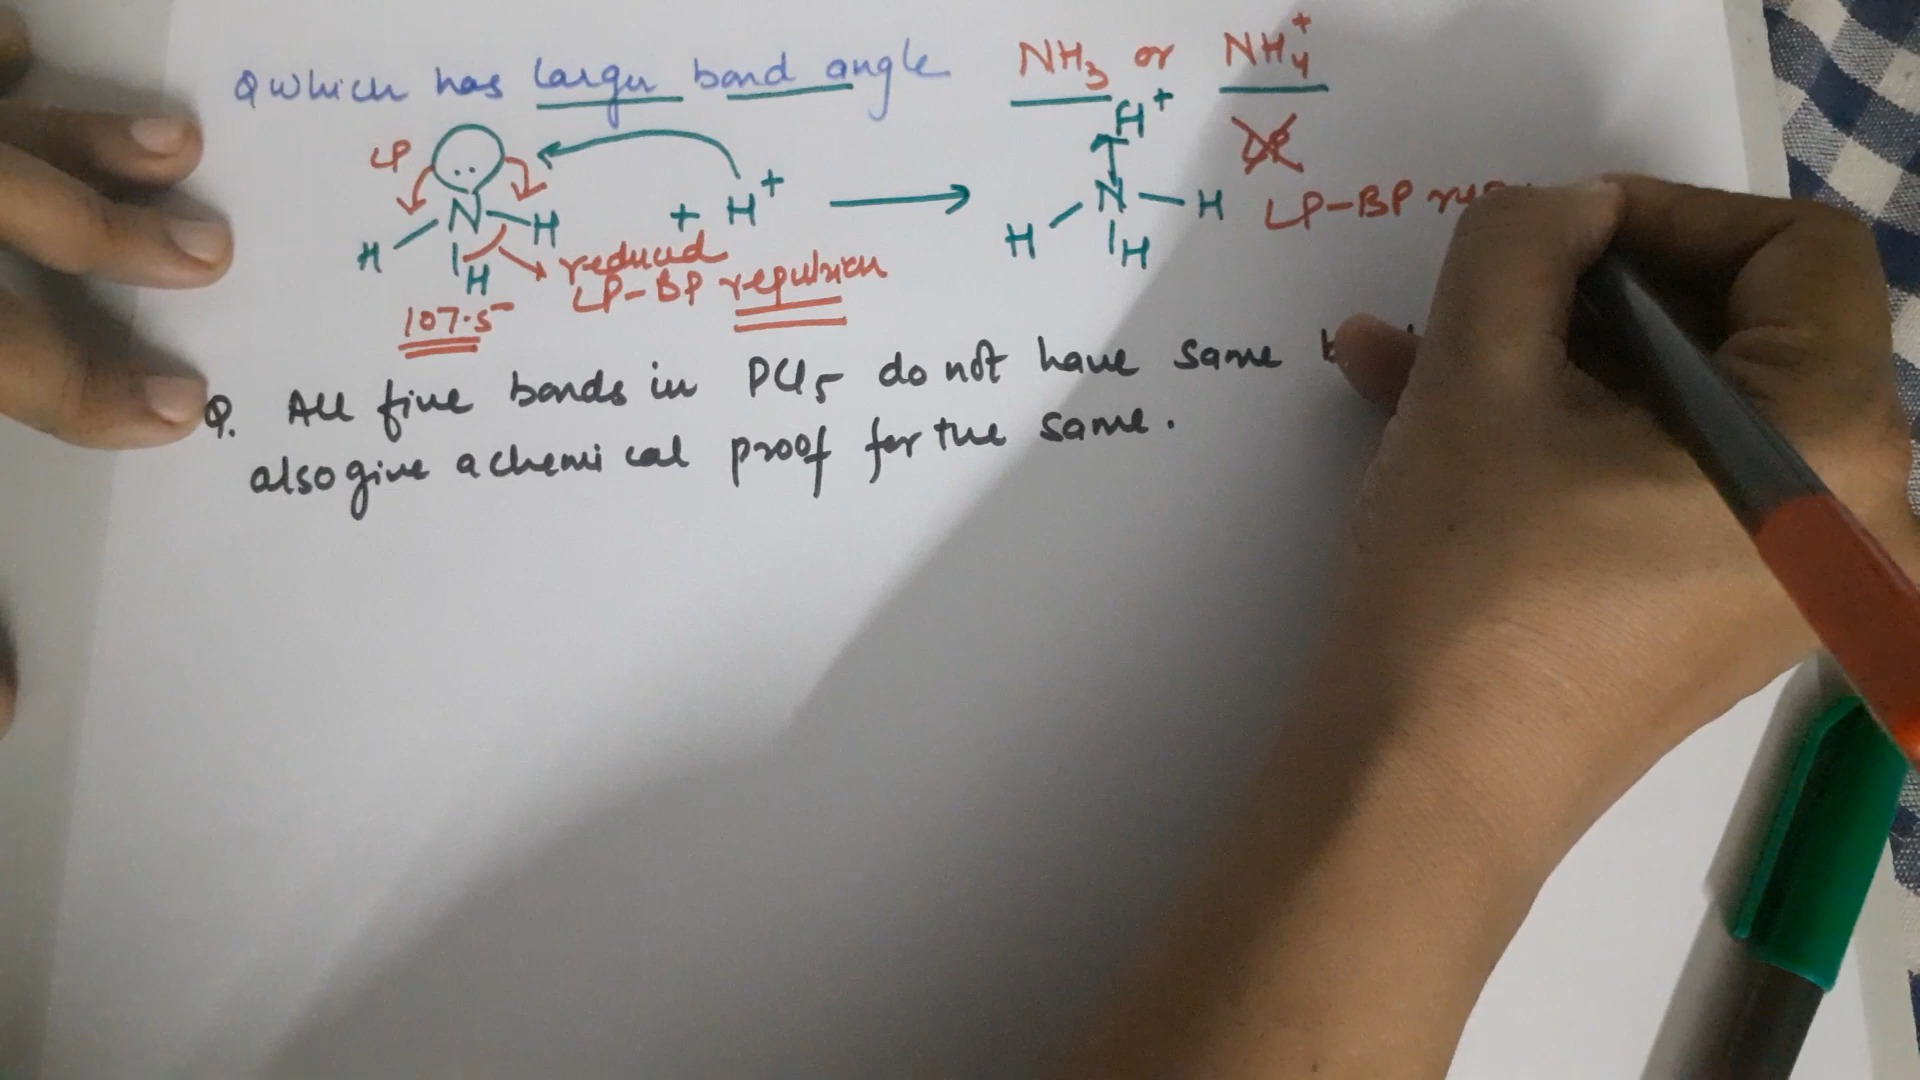 Q which has larger bond angle NH3 or NH4+
LP
N H
H
H
+ H+
H+
N H
H
H
LP-BP
reduced
LP-BP repulsion
107.5
Q. All five bonds in PCl5 do not have same
also give a chemical proof for the same.